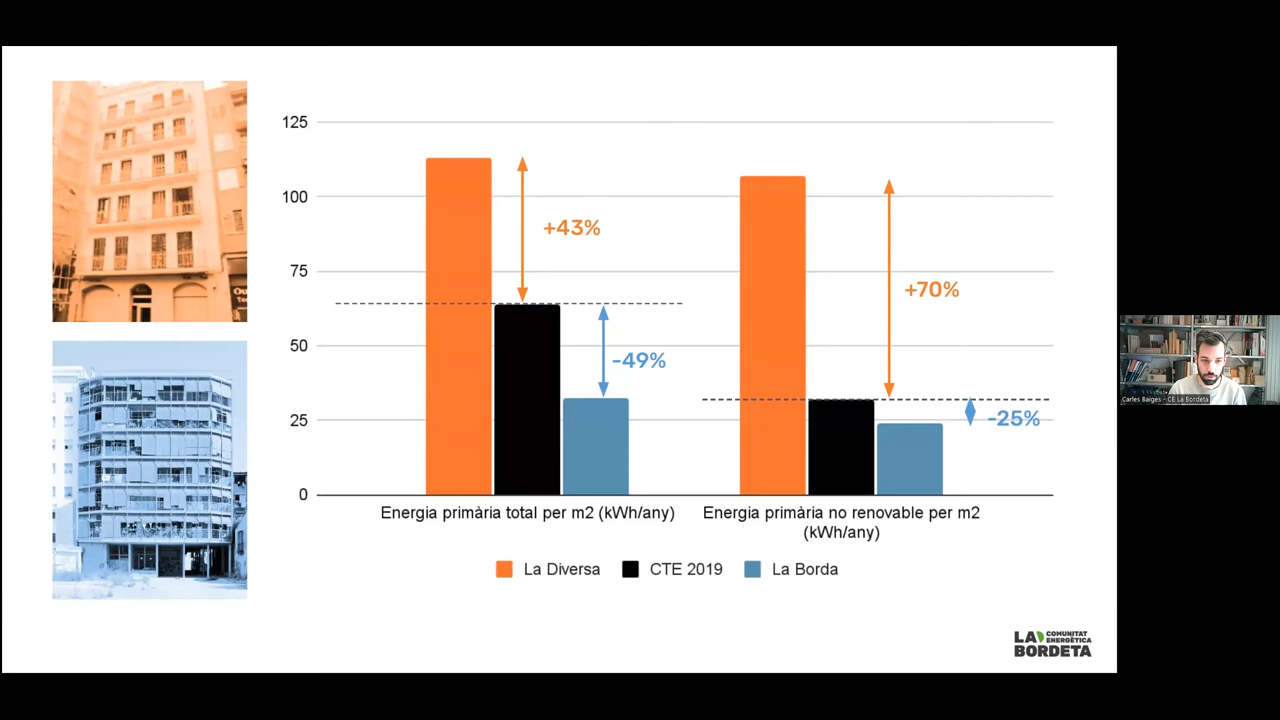 125
100
75
50
25
0
+43%
-49%
+70%
-25%
Energia primària total per m2 (kWh/any)
Energia primària no renovable per m2
(kWh/any)
La Diversa
CTE 2019
La Borda
LA COMUNITAT
ENERGÈTICA
BORDETA
Carles Baiges - CE La Bordeta